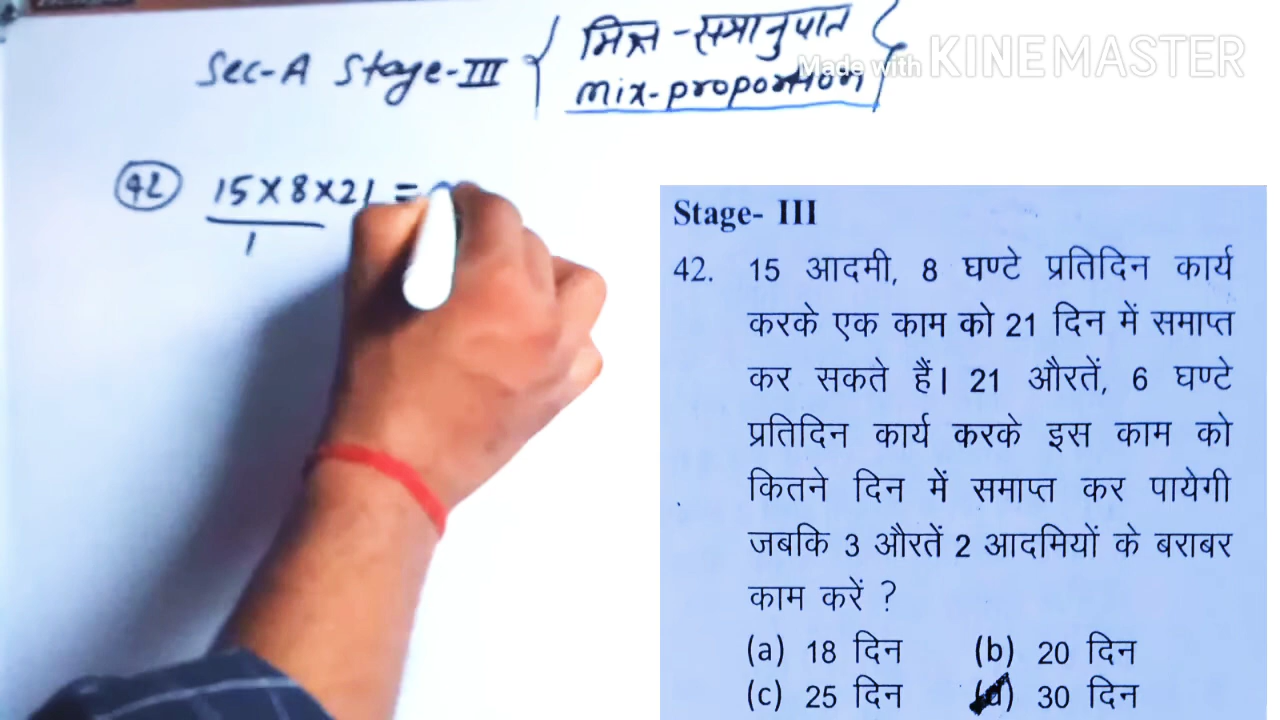 Sec-A Stage-III { मिश्र-समानुपात
mix-proportion }
Made with KINEMASTER
42 15×8×21 =
1
Stage- III
42. 15 आदमी, 8 घण्टे प्रतिदिन कार्य
करके एक काम को 21 दिन में समाप्त
कर सकते हैं। 21 औरतें, 6 घण्टे
प्रतिदिन कार्य करके इस काम को
कितने दिन में समाप्त कर पायेगी
जबकि 3 औरतें 2 आदमियों के बराबर
काम करें ?
(a) 18 दिन (b) 20 दिन
(c) 25 दिन (d) 30 दिन